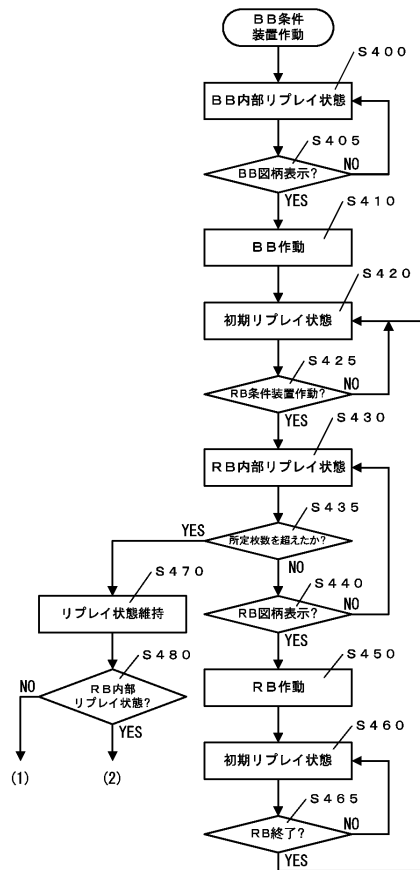 BB条件
装置作動
S400
BB内部リプレイ状態
S405
BB図柄表示?
NO
YES
S410
BB作動
S420
初期リプレイ状態
S425
RB条件装置作動?
NO
YES
S430
RB内部リプレイ状態
S435
所定枚数を超えたか?
YES
NO
S470
リプレイ状態維持
S440
RB図柄表示?
NO
YES
S480
RB内部
リプレイ状態?
NO
YES
(1)
(2)
S450
RB作動
S460
初期リプレイ状態
S465
RB終了?
NO
YES